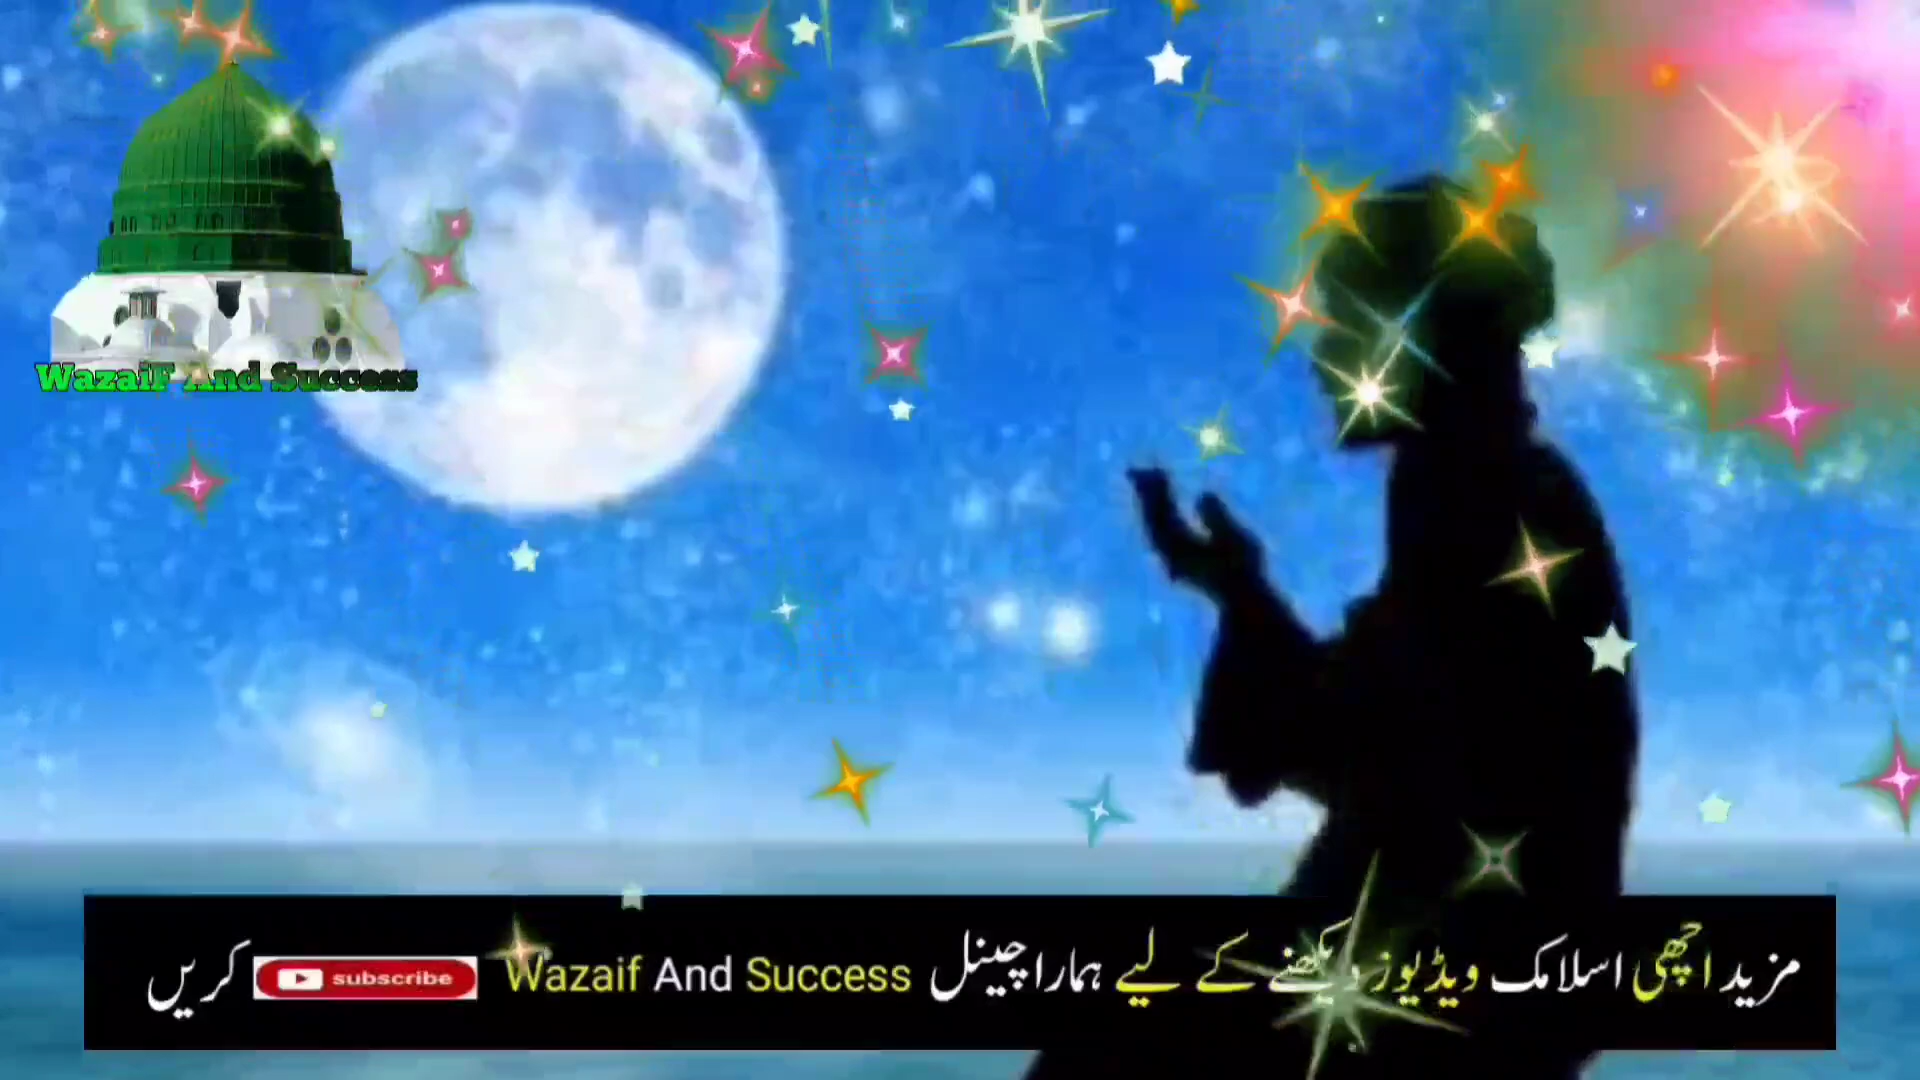 WazaiF And Success
مزید اچھی اسلامک ویڈیوز دیکھنے کے لیے ہمارا چینل Wazaif And Success subscribe کریں